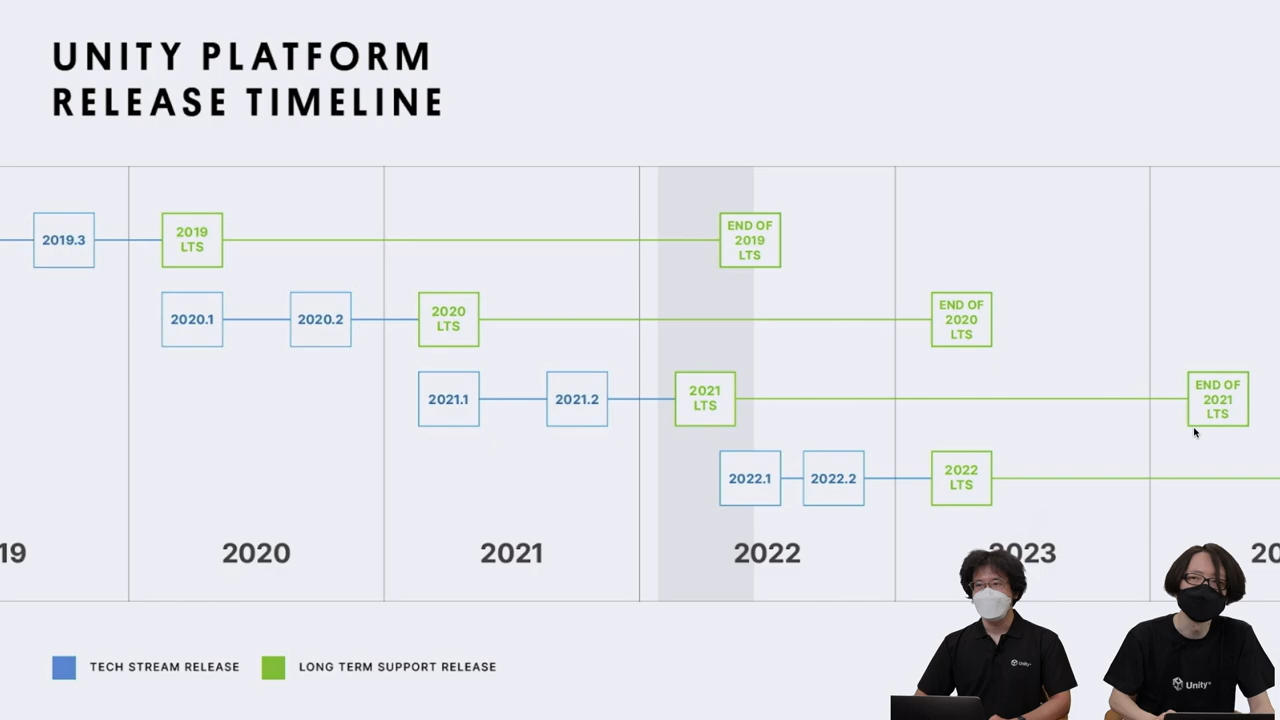 UNITY PLATFORM
RELEASE TIMELINE
2019.3
2019
LTS
END OF
2019
LTS
2020.1
2020.2
2020
LTS
END OF
2020
LTS
2021.1
2021.2
2021
LTS
END OF
2021
LTS
2022.1
2022.2
2022
LTS
19
2020
2021
2022
2023
20
TECH STREAM RELEASE
LONG TERM SUPPORT RELEASE
Unity
Unity